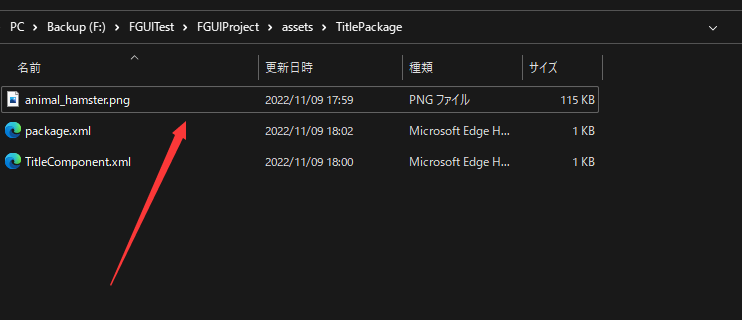 PC > Backup (F:) > FGUITest > FGUIProject > assets > TitlePackage
名前 更新日時 種類 サイズ
animal_hamster.png 2022/11/09 17:59 PNG ファイル 115 KB
package.xml 2022/11/09 18:02 Microsoft Edge H... 1 KB
TitleComponent.xml 2022/11/09 18:00 Microsoft Edge H... 1 KB